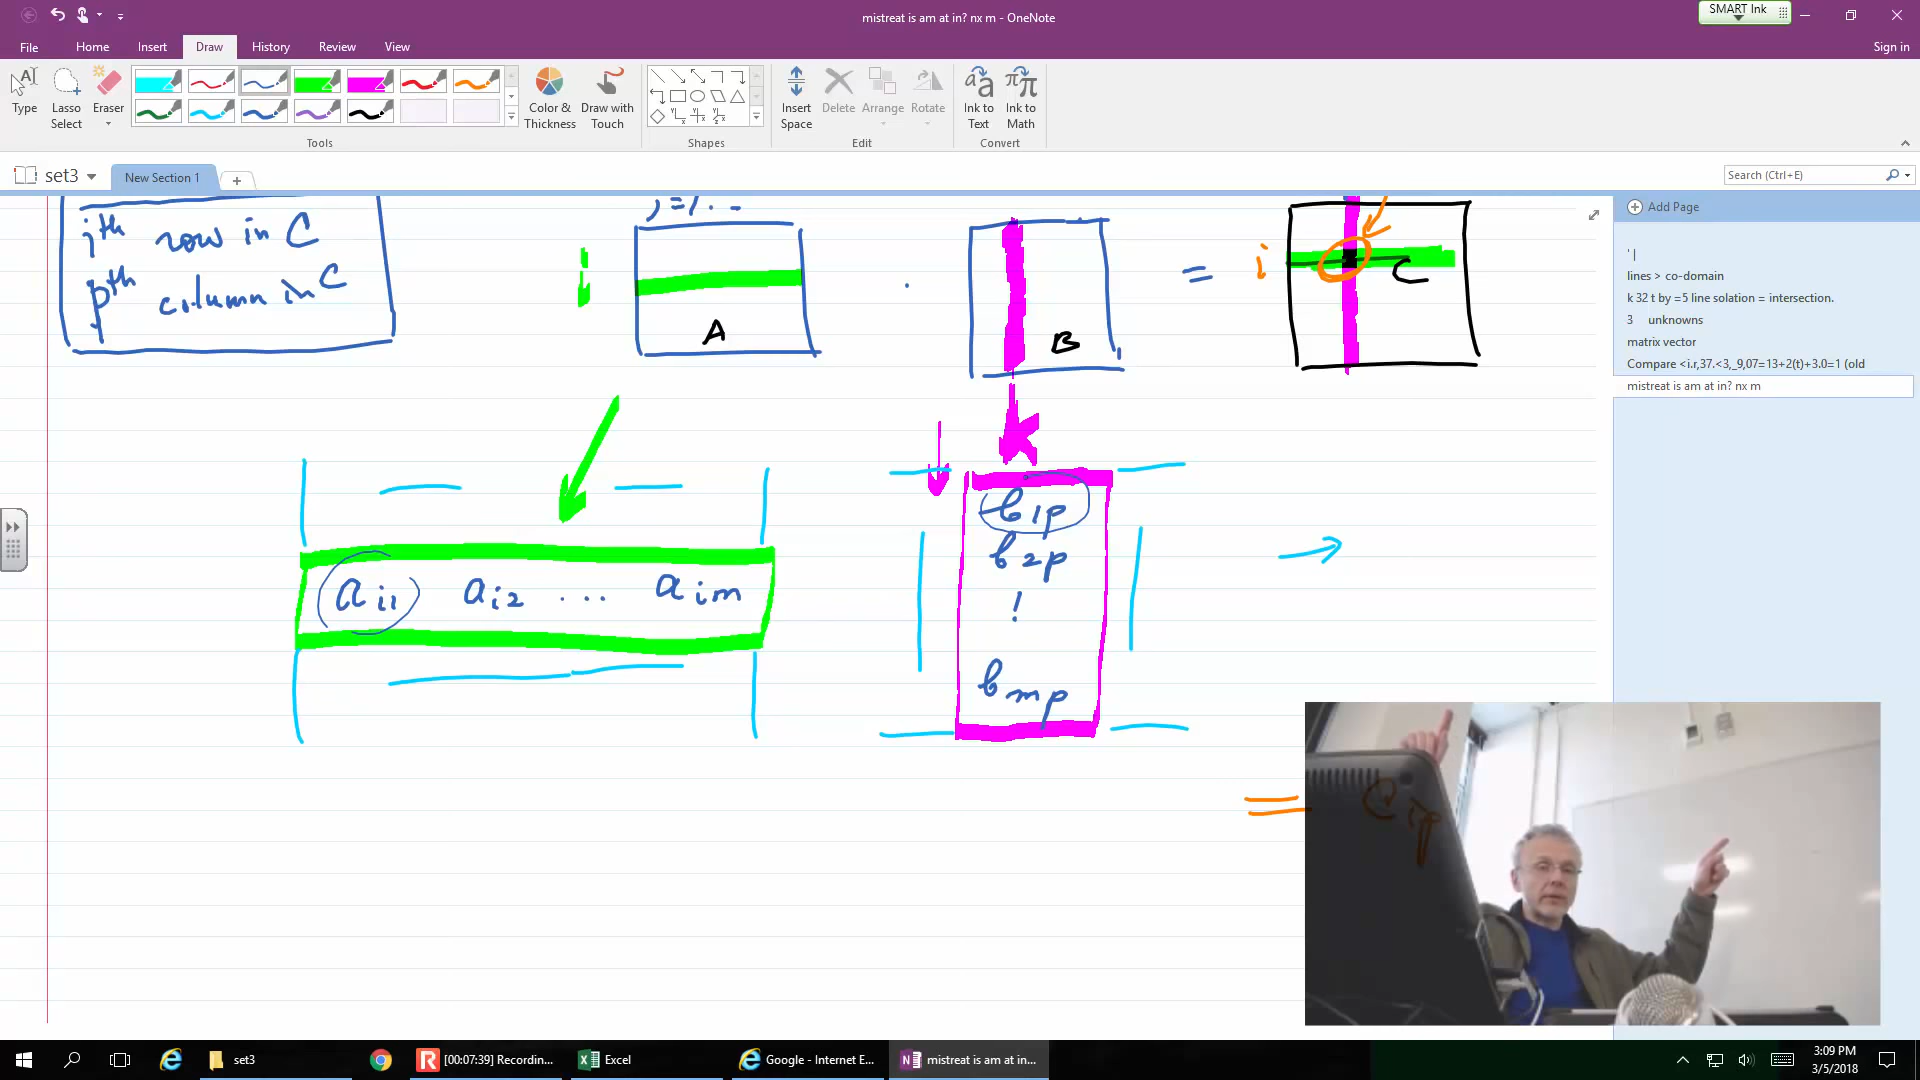 mistreat is am at in? nx m - OneNote
SMART Ink
File
Home
Insert
Draw
History
Review
View
Sign in
Type
Lasso
Select
Eraser
Color &
Thickness
Draw with
Touch
Insert
Space
Delete
Arrange
Rotate
Ink to
Text
Ink to
Math
Tools
Shapes
Edit
Convert
set3
New Section 1
Search (Ctrl+E)
Add Page
' |
lines > co-domain
k 32 t by =5 line solation = intersection.
3 unknowns
matrix vector
Compare <i.r,37.<3,_9,07=13+2(t)+3.0=1 (old
mistreat is am at in? nx m
ith row in C
pth column in C
i
A
.
B
=
i
C
ai1 ai2 ... aim
b1p
b2p
bmp
= Cip
set3
[00:07:39] Recordin...
Excel
Google - Internet E...
mistreat is am at in...
3:09 PM
3/5/2018